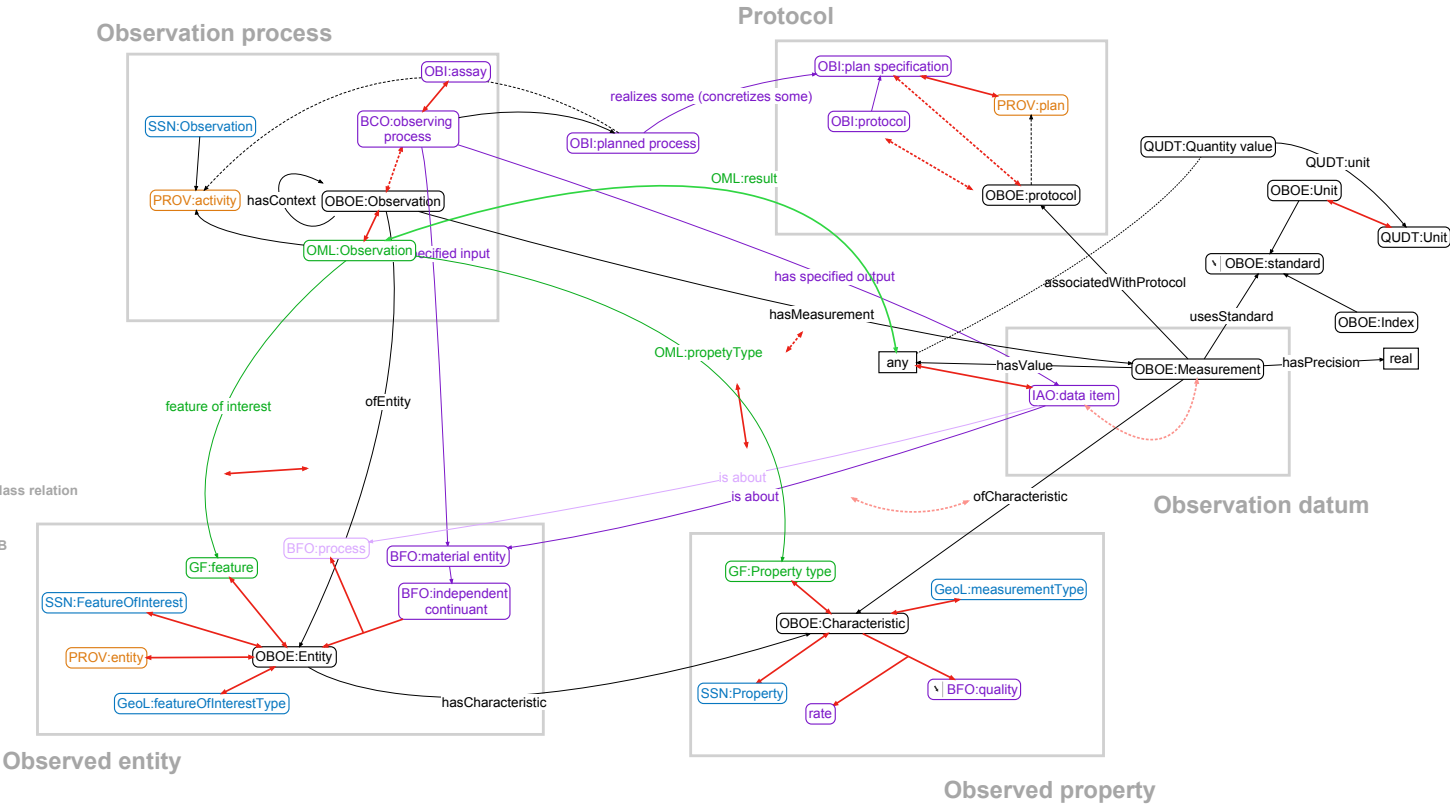 Protocol
Observation process
OBI:assay
OBI:plan specification
realizes some (concretizes some)
PROV:plan
SSN:Observation
BCO:observing
process
OBI:protocol
OBI:planned process
QUDT:Quantity value
QUDT:unit
OML:result
OBOE:Unit
PROV:activity
hasContext
OBOE:Observation
OBOE:protocol
QUDT:Unit
OML:Observation
ecified input
OBOE:standard
has specified output
associatedWithProtocol
hasMeasurement
usesStandard
OBOE:Index
OML:propetyType
any
hasValue
OBOE:Measurement
hasPrecision
real
IAO:data item
feature of interest
ofEntity
is about
is about
lass relation
ofCharacteristic
Observation datum
B
BFO:process
BFO:material entity
GF:feature
GF:Property type
SSN:FeatureOfInterest
BFO:independent
continuant
GeoL:measurementType
OBOE:Characteristic
PROV:entity
OBOE:Entity
SSN:Property
BFO:quality
GeoL:featureOfInterestType
hasCharacteristic
rate
Observed entity
Observed property